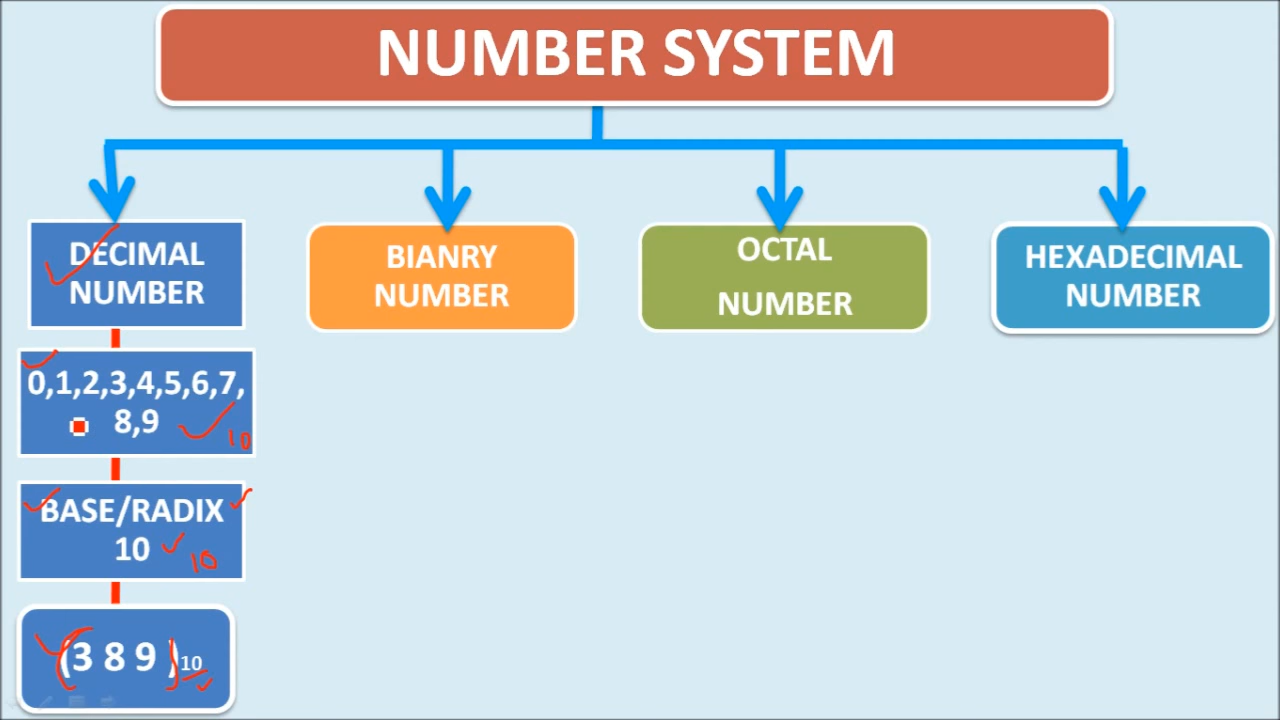 NUMBER SYSTEM
DECIMAL
NUMBER
BIANRY
NUMBER
OCTAL
NUMBER
HEXADECIMAL
NUMBER
0,1,2,3,4,5,6,7,
8,9
10
BASE/RADIX
10
10
(3 8 9 )10